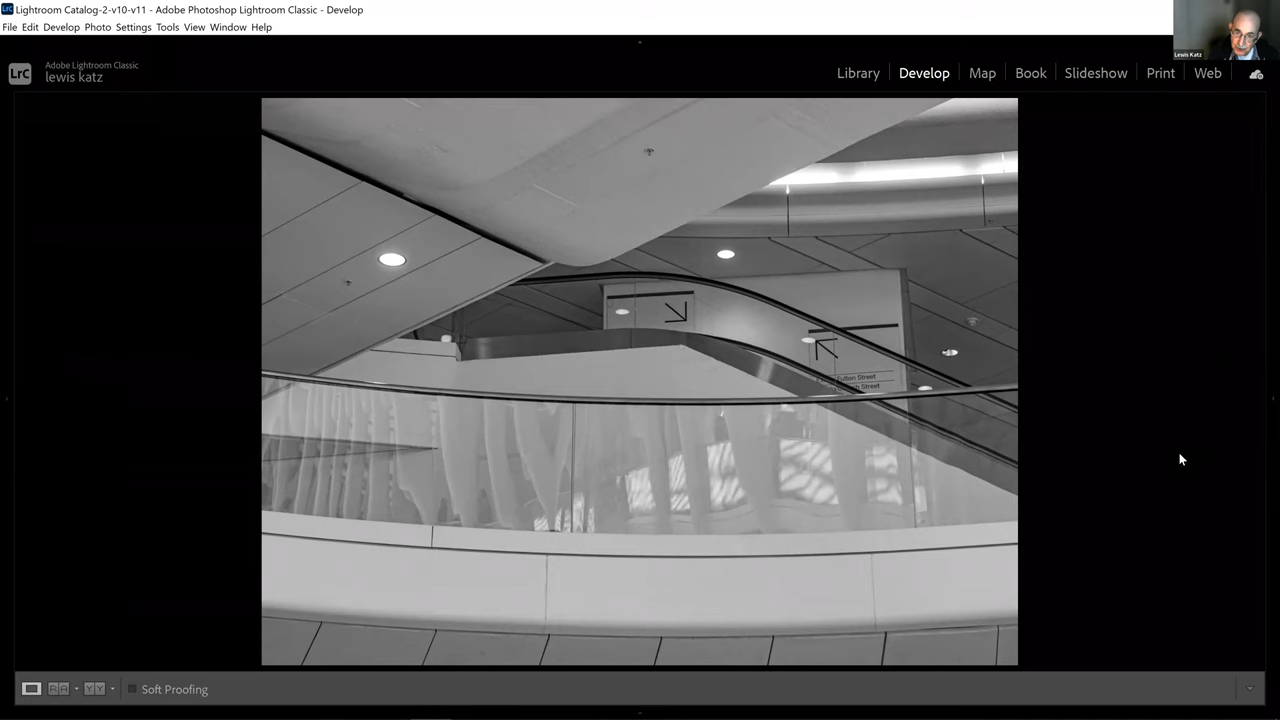 Lightroom Catalog-2-v10-v11 - Adobe Photoshop Lightroom Classic - Develop
File Edit Develop Photo Settings Tools View Window Help
Lewis Katz
LrC
Adobe Lightroom Classic
lewis katz
Library Develop Map Book Slideshow Print Web
Fulton Street
Street
R A Y Y Soft Proofing